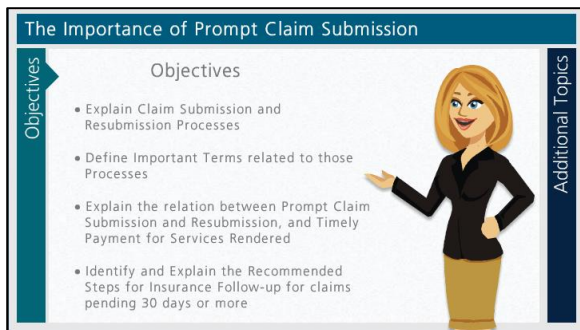 The Importance of Prompt Claim Submission
Objectives
Objectives
• Explain Claim Submission and
Resubmission Processes
• Define Important Terms related to those
Processes
• Explain the relation between Prompt Claim
Submission and Resubmission, and Timely
Payment for Services Rendered
• Identify and Explain the Recommended
Steps for Insurance Follow-up for claims
pending 30 days or more
Additional Topics